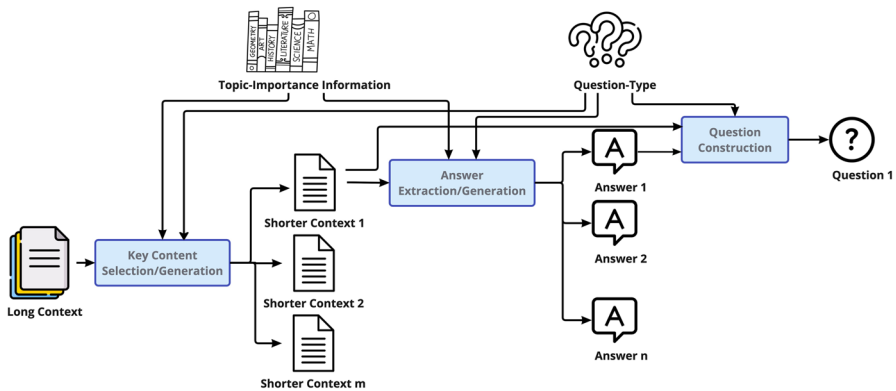 GEOMETRY
ART
HISTORY
LITERATURE
SCIENCE
MATH
Topic-Importance Information
Question-Type
Question
Construction
Question 1
Answer
Extraction/Generation
A
Answer 1
A
Answer 2
A
Answer n
Shorter Context 1
Key Content
Selection/Generation
Shorter Context 2
Shorter Context m
Long Context
?